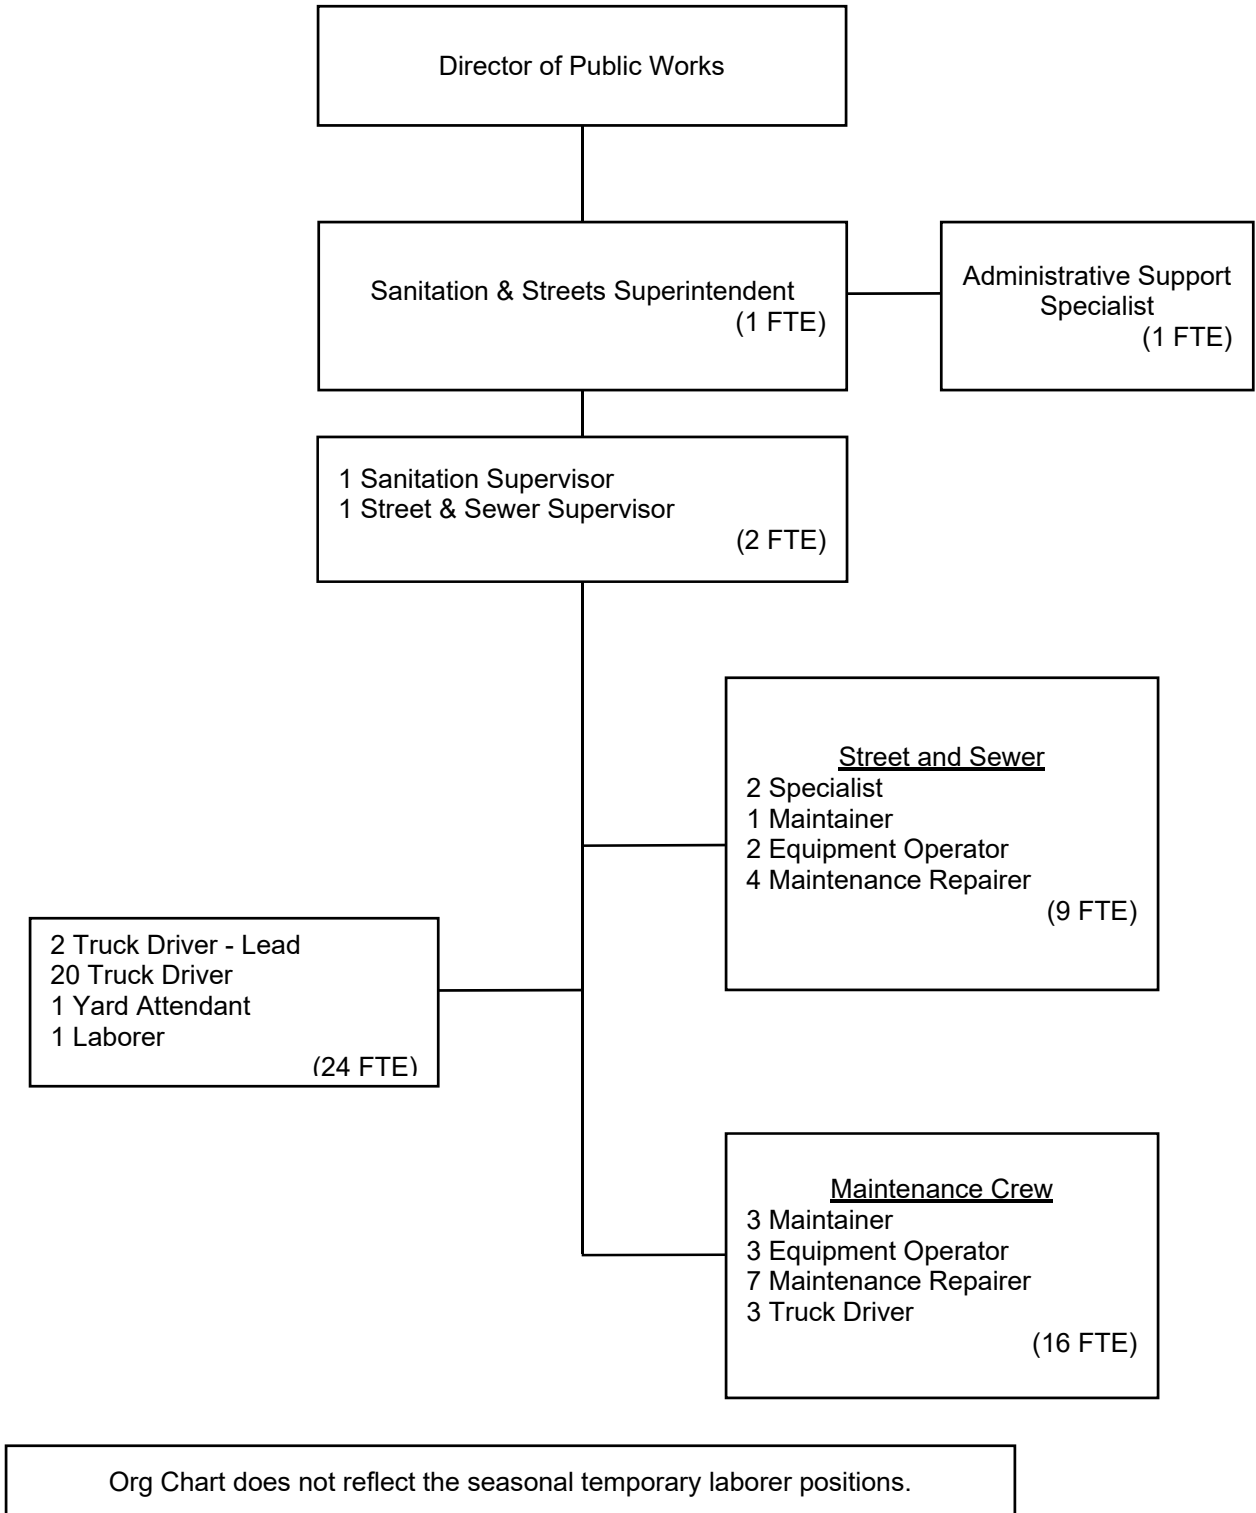 Director of Public Works
Sanitation & Streets Superintendent
(1 FTE)
Administrative Support
Specialist
(1 FTE)
1 Sanitation Supervisor
1 Street & Sewer Supervisor
(2 FTE)
Street and Sewer
2 Specialist
1 Maintainer
2 Equipment Operator
4 Maintenance Repairer
(9 FTE)
2 Truck Driver - Lead
20 Truck Driver
1 Yard Attendant
1 Laborer
(24 FTE)
Maintenance Crew
3 Maintainer
3 Equipment Operator
7 Maintenance Repairer
3 Truck Driver
(16 FTE)
Org Chart does not reflect the seasonal temporary laborer positions.